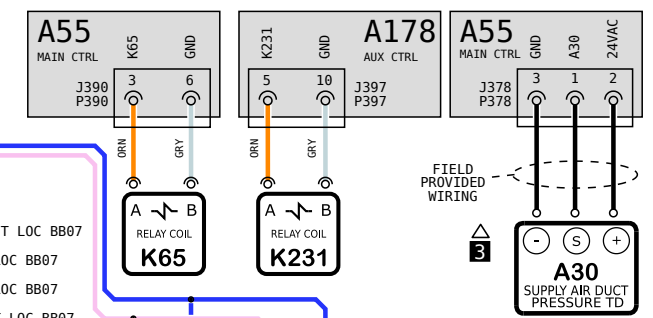 A55
MAIN CTRL
K65
GND
J390
P390
3
6
ORN
GRY
A
B
RELAY COIL
K65
K231
GND
A178
AUX CTRL
5
10
J397
P397
ORN
GRY
A
B
RELAY COIL
K231
A55
MAIN CTRL
GND
A30
24VAC
J378
P378
3
1
2
FIELD
PROVIDED
WIRING
3
-
S
+
A30
SUPPLY AIR DUCT
PRESSURE TD
T LOC BB07
LOC BB07
LOC BB07
LOC BB07